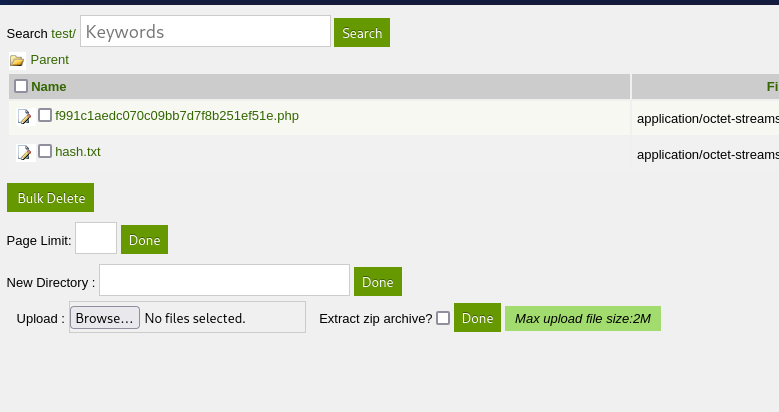 Search test/ Keywords Search
Parent
Name Fi
f991c1aedc070c09bb7d7f8b251ef51e.php application/octet-streams
hash.txt application/octet-streams
Bulk Delete
Page Limit: Done
New Directory : Done
Upload : Browse... No files selected. Extract zip archive? Done Max upload file size:2M